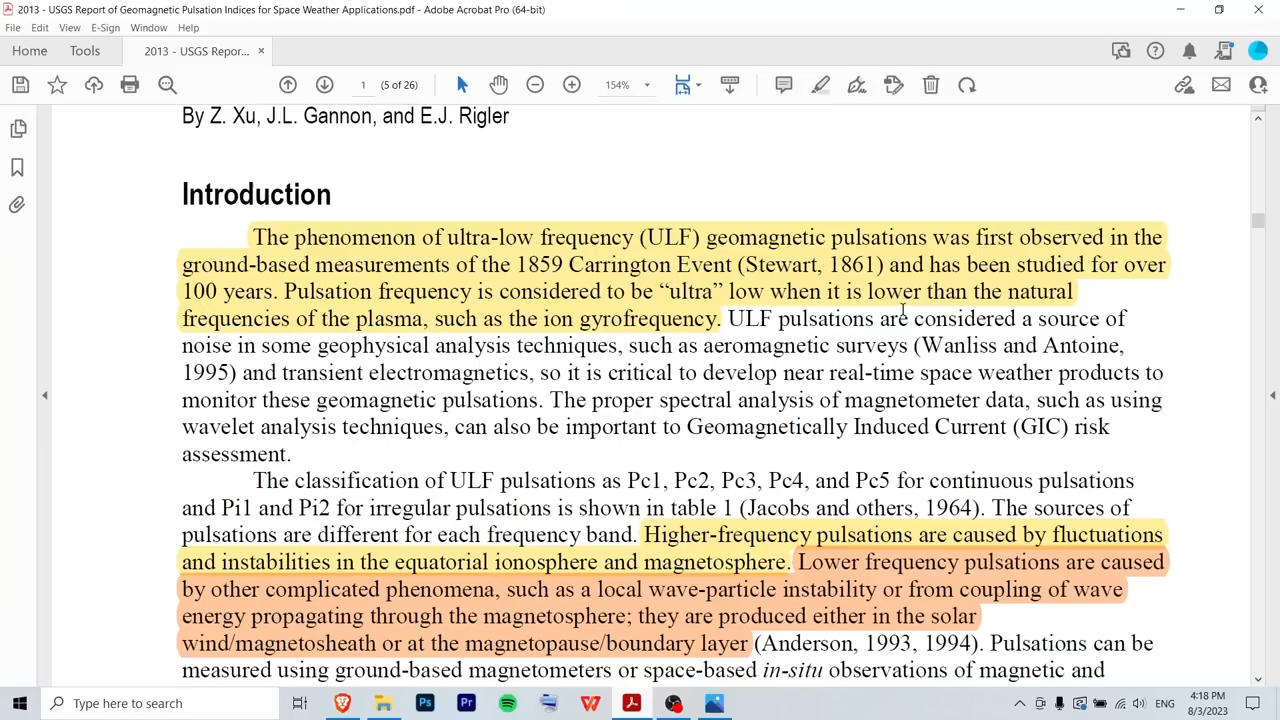 2013 - USGS Report of Geomagnetic Pulsation Indices for Space Weather Applications.pdf - Adobe Acrobat Pro (64-bit)
File Edit View E-Sign Window Help
Home Tools 2013 - USGS Repor... ×
1 (5 of 26) 154%
By Z. Xu, J.L. Gannon, and E.J. Rigler
Introduction
The phenomenon of ultra-low frequency (ULF) geomagnetic pulsations was first observed in the
ground-based measurements of the 1859 Carrington Event (Stewart, 1861) and has been studied for over
100 years. Pulsation frequency is considered to be “ultra” low when it is lower than the natural
frequencies of the plasma, such as the ion gyrofrequency. ULF pulsations are considered a source of
noise in some geophysical analysis techniques, such as aeromagnetic surveys (Wanliss and Antoine,
1995) and transient electromagnetics, so it is critical to develop near real-time space weather products to
monitor these geomagnetic pulsations. The proper spectral analysis of magnetometer data, such as using
wavelet analysis techniques, can also be important to Geomagnetically Induced Current (GIC) risk
assessment.
The classification of ULF pulsations as Pc1, Pc2, Pc3, Pc4, and Pc5 for continuous pulsations
and Pi1 and Pi2 for irregular pulsations is shown in table 1 (Jacobs and others, 1964). The sources of
pulsations are different for each frequency band. Higher-frequency pulsations are caused by fluctuations
and instabilities in the equatorial ionosphere and magnetosphere. Lower frequency pulsations are caused
by other complicated phenomena, such as a local wave-particle instability or from coupling of wave
energy propagating through the magnetosphere; they are produced either in the solar
wind/magnetosheath or at the magnetopause/boundary layer (Anderson, 1993, 1994). Pulsations can be
measured using ground-based magnetometers or space-based in-situ observations of magnetic and
Type here to search
Ps Pr W
ENG
4:18 PM
8/3/2023